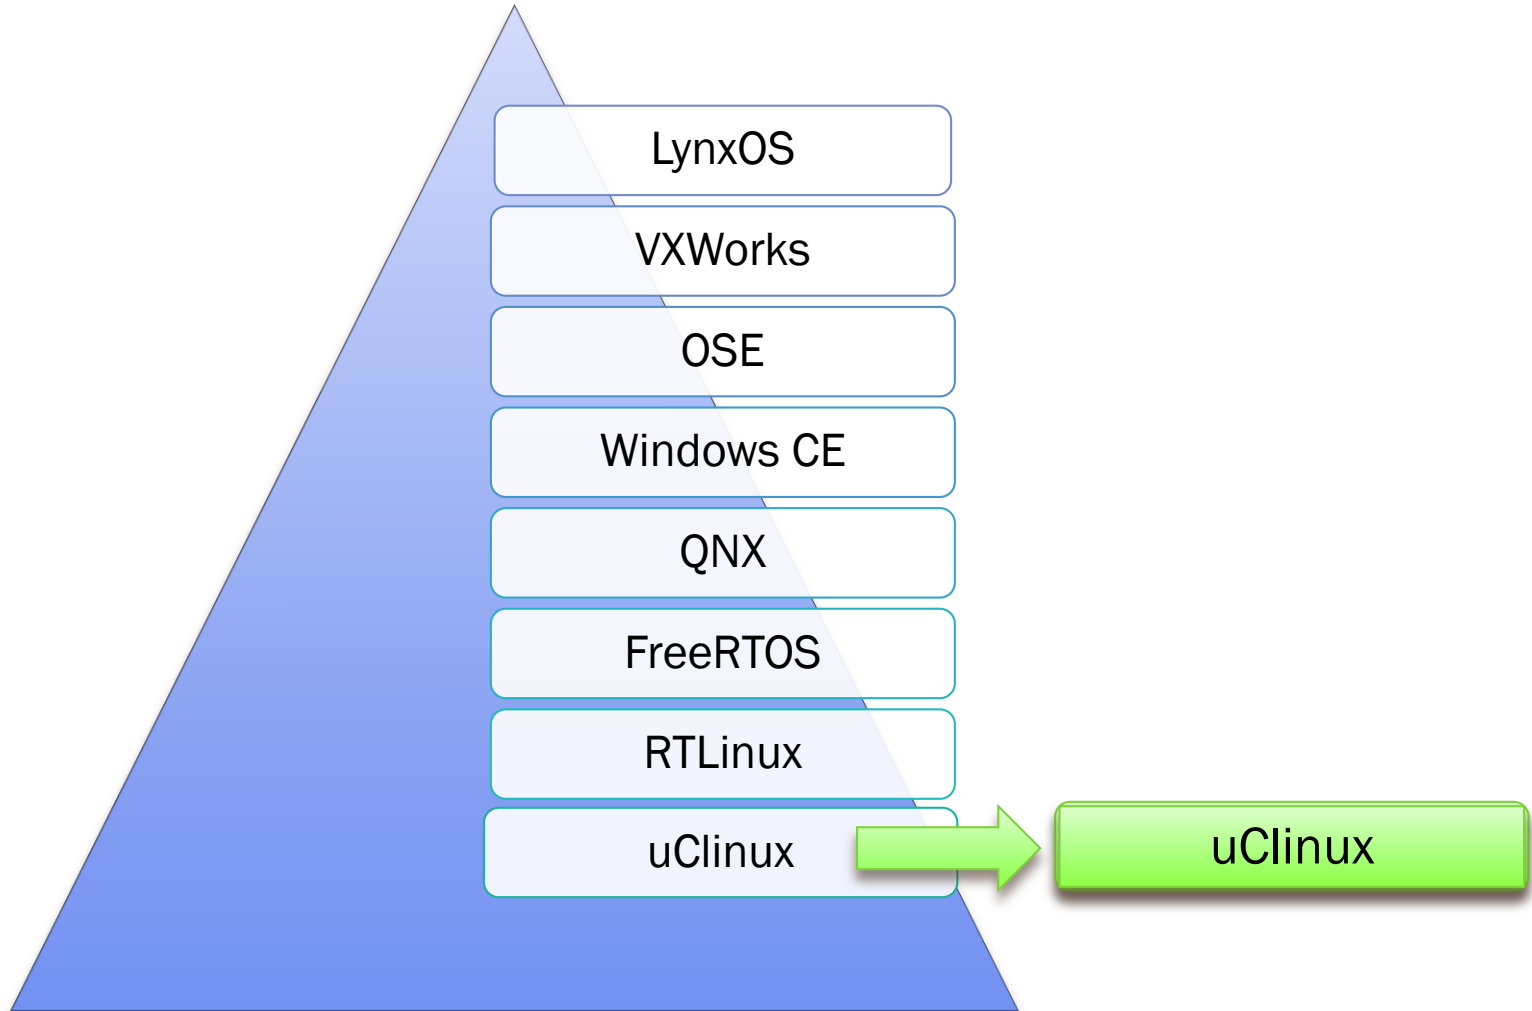 LynxOS
VXWorks
OSE
Windows CE
QNX
FreeRTOS
RTLinux
uClinux
uClinux